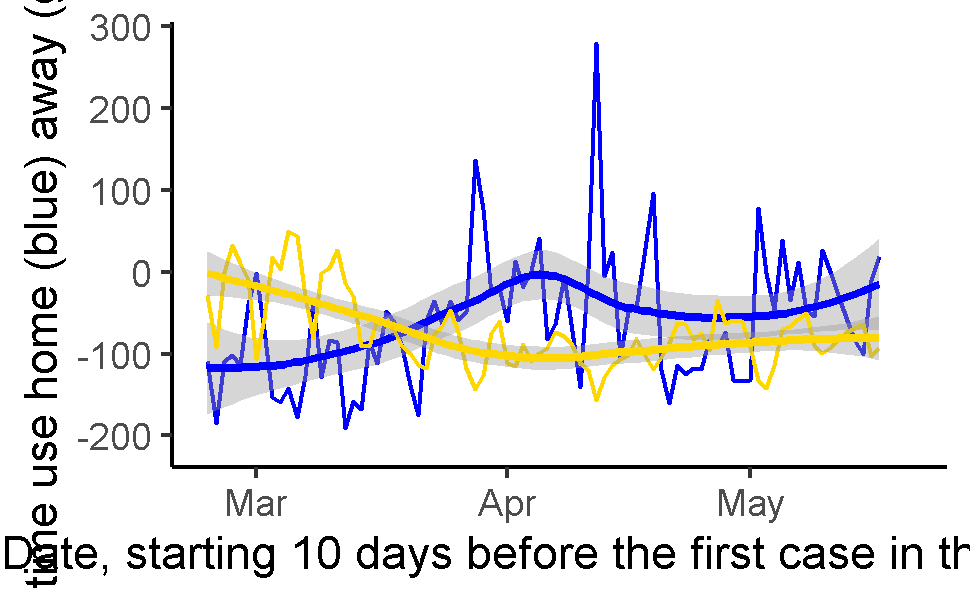 time use home (blue) away (
300
200
100
0
-100
-200
Mar Apr May
Date, starting 10 days before the first case in th